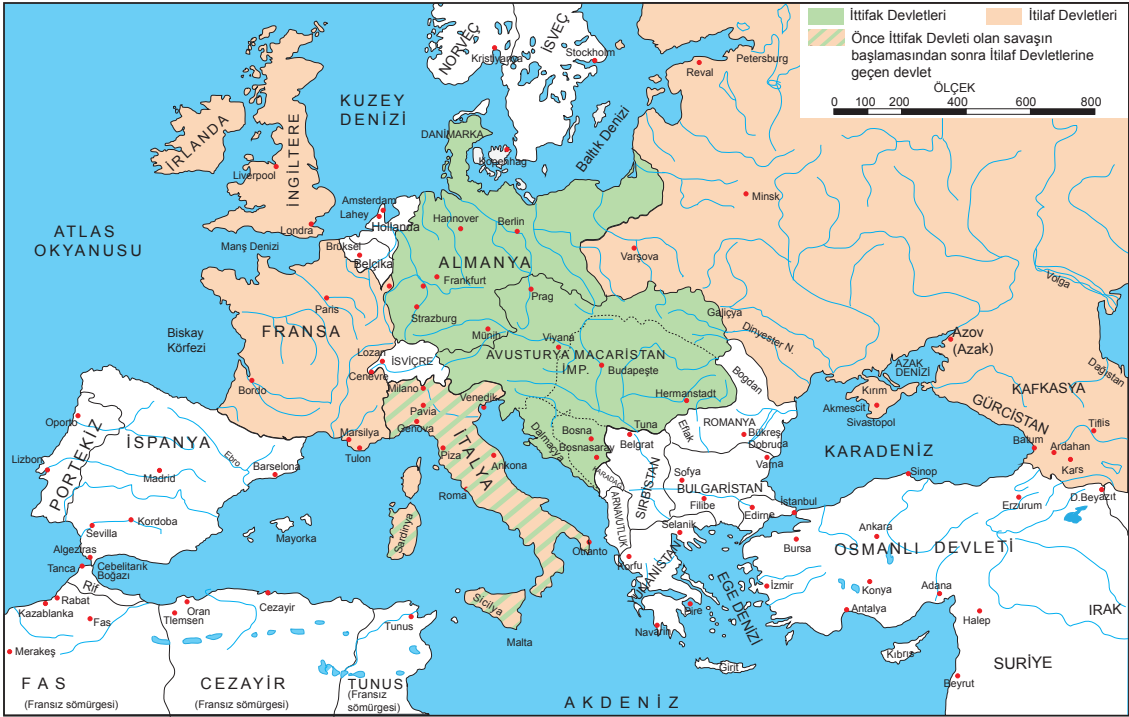 İttifak Devletleri
İtilaf Devletleri
Önce İttifak Devleti olan savaşın
başlamasından sonra İtilaf Devletlerine
geçen devlet
ÖLÇEK
0 100 200 400 600 800
NORVEÇ
İSVEÇ
Kristiyanya
Stockholm
Reval
Petersburg
KUZEY
DENİZİ
DANİMARKA
Kopenhag
Baltık Denizi
İRLANDA
İNGİLTERE
Liverpool
Londra
Minsk
ATLAS
OKYANUSU
Manş Denizi
Amsterdam
Lahey
Hollanda
Brüksel
Belçika
Hannover
Berlin
ALMANYA
Frankfurt
Varşova
Volga
Paris
FRANSA
Strazburg
Prag
Galiçya
Dinyester N.
Biskay
Körfezi
Münih
Viyana
AVUSTURYA MACARİSTAN
İMP.
Budapeşte
Azov
(Azak)
AZAK
DENİZİ
Dağıstan
Lozan
İSVİÇRE
Cenevre
Bordo
Milano
Venedik
Pavia
Genova
Hermanstadt
Bogdan
Kırım
Akmescit
Sivastopol
KAFKASYA
GÜRCİSTAN
Tiflis
Batum
Ardahan
Kars
Oporto
PORTEKİZ
İSPANYA
Ebro
Marsilya
Tulon
Piza
İTALYA
Ankona
Dalmaçya
Bosna
Bosnasaray
Tuna
Belgrat
Eflak
ROMANYA
Bükreş
Dobruca
Varna
KARADENİZ
Lizbon
Madrid
Barselona
Roma
KARADAĞ
SIRBİSTAN
Sofya
BULGARİSTAN
Filibe
Sinop
Kordoba
Sevilla
Mayorka
Sardinya
ARNAVUTLUK
Selanik
Edirne
İstanbul
Erzurum
D.Beyazıt
Ankara
Bursa
OSMANLI DEVLETİ
Algeziras
Tanca
Cebelitarık
Boğazı
Otranto
Korfu
YUNANİSTAN
EGE DENİZİ
İzmir
Konya
Adana
Rif
Rabat
Kazablanka
Oran
Tlemsen
Cezayir
Sicilya
Pire
Antalya
Halep
IRAK
Fas
Tunus
Malta
Navarin
Merakeş
Girit
Kıbrıs
SURİYE
FAS
(Fransız sömürgesi)
CEZAYİR
(Fransız sömürgesi)
TUNUS
(Fransız
sömürgesi)
AKDENİZ
Beyrut